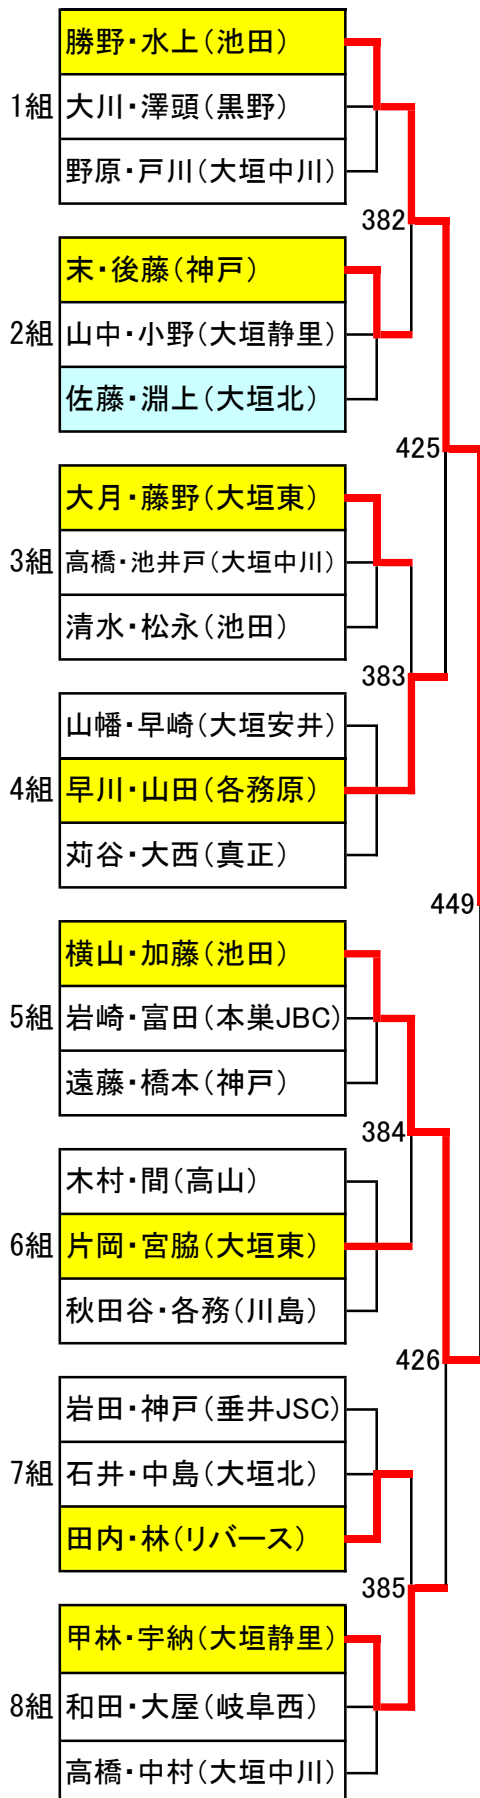 勝野・水上(池田)
1組 大川・澤頭(黒野)
野原・戸川(大垣中川)
382
末・後藤(神戸)
2組 山中・小野(大垣静里)
佐藤・淵上(大垣北)
425
大月・藤野(大垣東)
3組 高橋・池井戸(大垣中川)
清水・松永(池田)
383
山幡・早崎(大垣安井)
4組 早川・山田(各務原)
苅谷・大西(真正)
449
横山・加藤(池田)
5組 岩崎・富田(本巣JBC)
遠藤・橋本(神戸)
384
木村・間(高山)
6組 片岡・宮脇(大垣東)
秋田谷・各務(川島)
426
岩田・神戸(垂井JSC)
7組 石井・中島(大垣北)
田内・林(リバース)
385
甲林・宇納(大垣静里)
8組 和田・大屋(岐阜西)
高橋・中村(大垣中川)